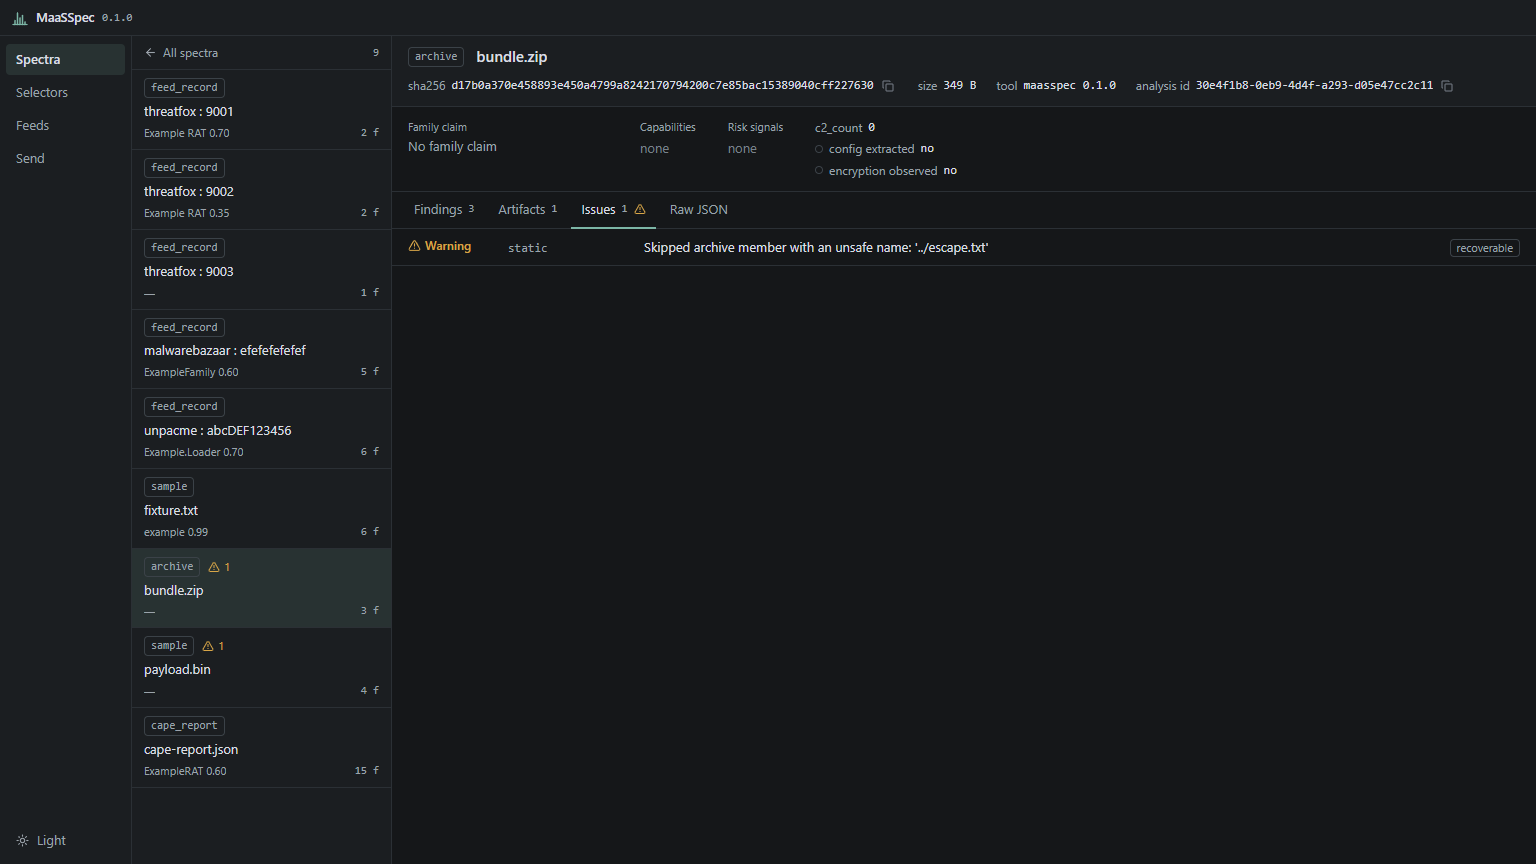 MaaSSpec 0.1.0
Spectra
Selectors
Feeds
Send
Light
All spectra 9
feed_record
threatfox : 9001
Example RAT 0.70 2 f
feed_record
threatfox : 9002
Example RAT 0.35 2 f
feed_record
threatfox : 9003
— 1 f
feed_record
malwarebazaar : efefefefefef
ExampleFamily 0.60 5 f
feed_record
unpacme : abcDEF123456
Example.Loader 0.70 6 f
sample
fixture.txt
example 0.99 6 f
archive 1
bundle.zip
— 3 f
sample 1
payload.bin
— 4 f
cape_report
cape-report.json
ExampleRAT 0.60 15 f
archive bundle.zip
sha256 d17b0a370e458893e450a4799a8242170794200c7e85bac15389040cff227630 size 349 B tool maasspec 0.1.0 analysis id 30e4f1b8-0eb9-4d4f-a293-d05e47cc2c11
Family claim
No family claim
Capabilities
none
Risk signals
none
c2_count 0
config extracted no
encryption observed no
Findings 3 Artifacts 1 Issues 1 Raw JSON
Warning static Skipped archive member with an unsafe name: '../escape.txt' recoverable